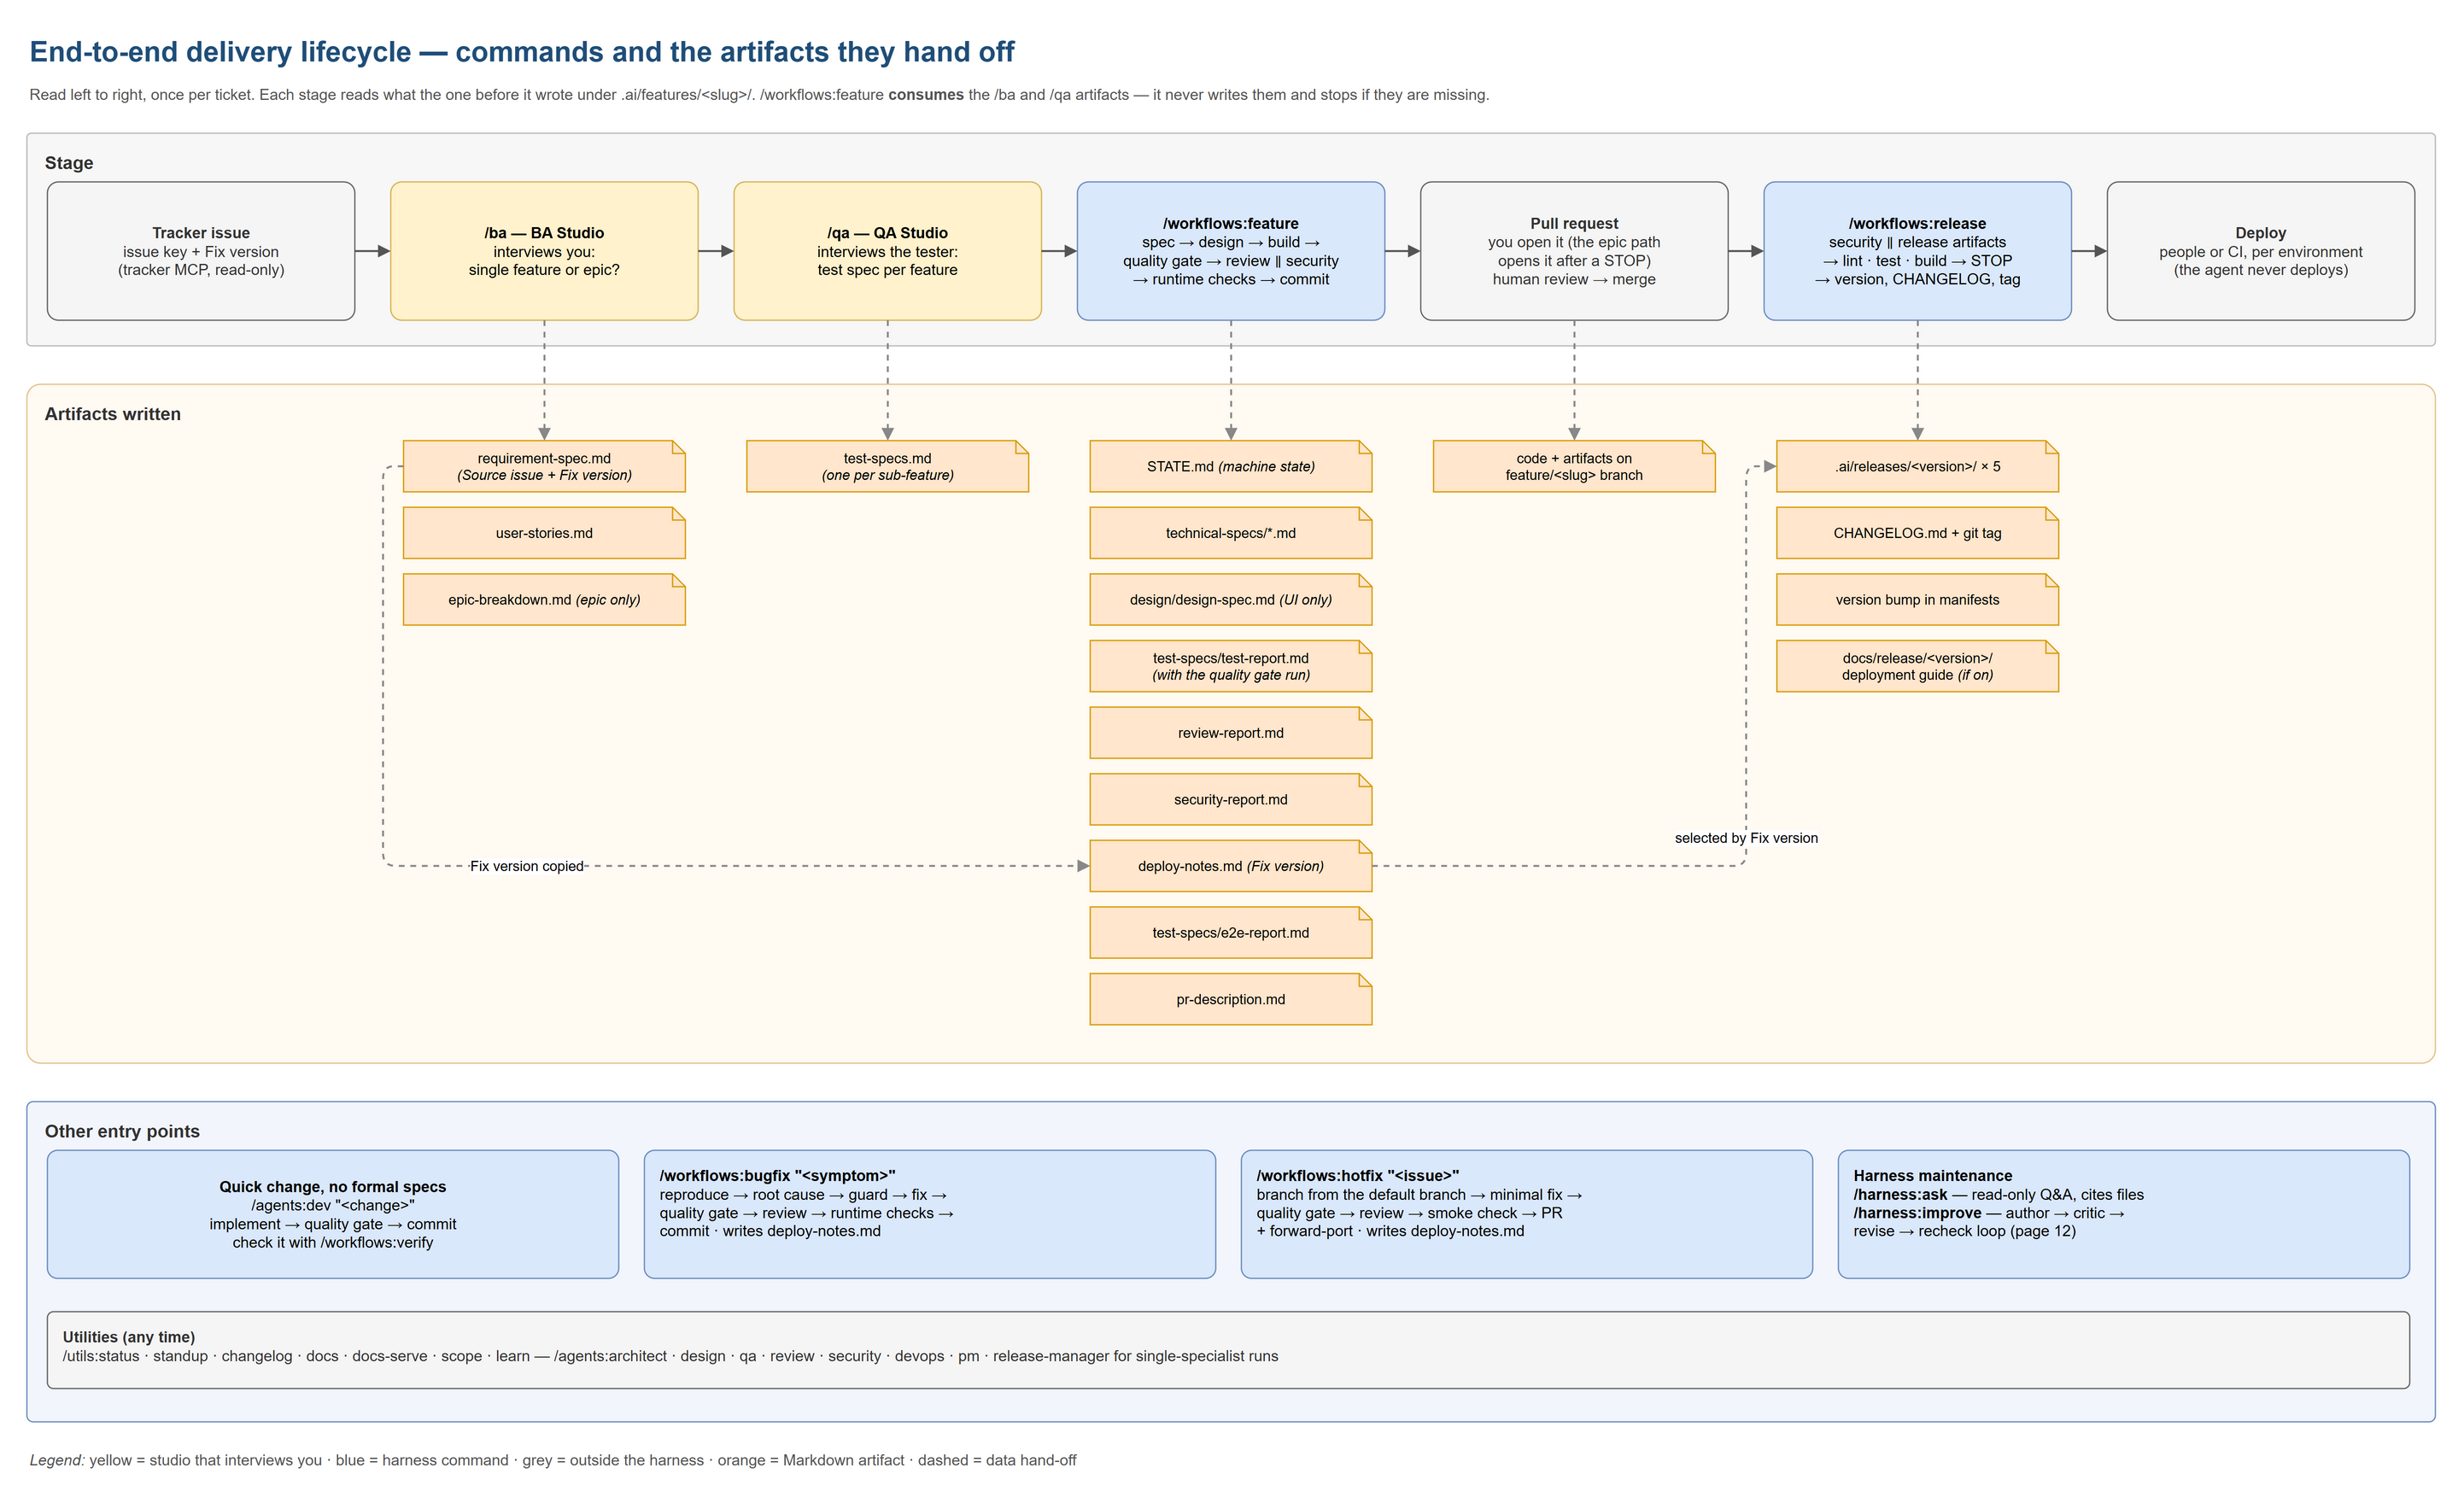 End-to-end delivery lifecycle — commands and the artifacts they hand off
Read left to right, once per ticket. Each stage reads what the one before it wrote under .ai/features/<slug>/. /workflows:feature consumes the /ba and /qa artifacts — it never writes them and stops if they are missing.
Stage
Tracker issue
issue key + Fix version
(tracker MCP, read-only)
/ba — BA Studio
interviews you:
single feature or epic?
/qa — QA Studio
interviews the tester:
test spec per feature
/workflows:feature
spec → design → build →
quality gate → review ∥ security
→ runtime checks → commit
Pull request
you open it (the epic path
opens it after a STOP)
human review → merge
/workflows:release
security ∥ release artifacts
→ lint · test · build → STOP
→ version, CHANGELOG, tag
Deploy
people or CI, per environment
(the agent never deploys)
Artifacts written
requirement-spec.md
(Source issue + Fix version)
user-stories.md
epic-breakdown.md (epic only)
test-specs.md
(one per sub-feature)
STATE.md (machine state)
technical-specs/*.md
design/design-spec.md (UI only)
test-specs/test-report.md
(with the quality gate run)
review-report.md
security-report.md
deploy-notes.md (Fix version)
test-specs/e2e-report.md
pr-description.md
code + artifacts on
feature/<slug> branch
.ai/releases/<version>/ × 5
CHANGELOG.md + git tag
version bump in manifests
docs/release/<version>/
deployment guide (if on)
Fix version copied
selected by Fix version
Other entry points
Quick change, no formal specs
/agents:dev "<change>"
implement → quality gate → commit
check it with /workflows:verify
/workflows:bugfix "<symptom>"
reproduce → root cause → guard → fix →
quality gate → review → runtime checks →
commit · writes deploy-notes.md
/workflows:hotfix "<issue>"
branch from the default branch → minimal fix →
quality gate → review → smoke check → PR
+ forward-port · writes deploy-notes.md
Harness maintenance
/harness:ask — read-only Q&A, cites files
/harness:improve — author → critic →
revise → recheck loop (page 12)
Utilities (any time)
/utils:status · standup · changelog · docs · docs-serve · scope · learn — /agents:architect · design · qa · review · security · devops · pm · release-manager for single-specialist runs
Legend: yellow = studio that interviews you · blue = harness command · grey = outside the harness · orange = Markdown artifact · dashed = data hand-off